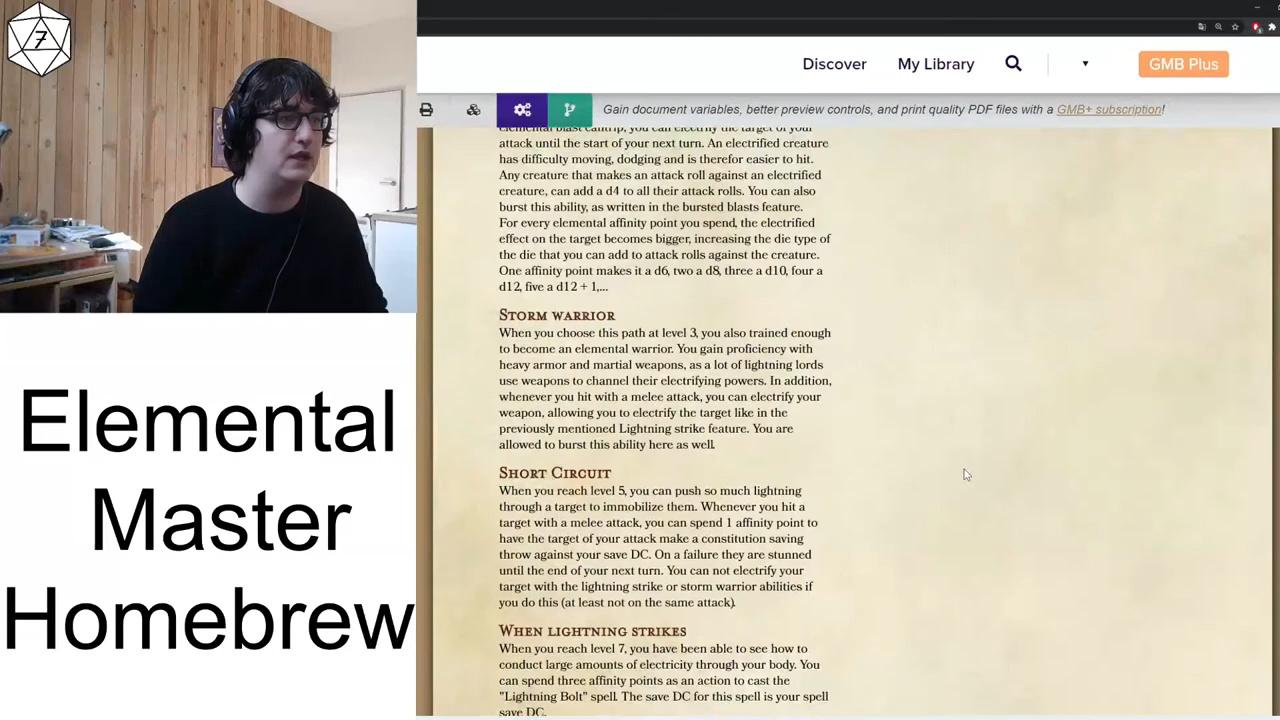 7
Discover
My Library
GMB Plus
Gain document variables, better preview controls, and print quality PDF files with a GMB+ subscription!
elemental blast cantrip, you can electrify the target of your
attack until the start of your next turn. An electrified creature
has difficulty moving, dodging and is therefor easier to hit.
Any creature that makes an attack roll against an electrified
creature, can add a d4 to all their attack rolls. You can also
burst this ability, as written in the bursted blasts feature.
For every elemental affinity point you spend, the electrified
effect on the target becomes bigger, increasing the die type of
the die that you can add to attack rolls against the creature.
One affinity point makes it a d6, two a d8, three a d10, four a
d12, five a d12 + 1,...
Storm warrior
When you choose this path at level 3, you also trained enough
to become an elemental warrior. You gain proficiency with
heavy armor and martial weapons, as a lot of lightning lords
use weapons to channel their electrifying powers. In addition,
whenever you hit with a melee attack, you can electrify your
weapon, allowing you to electrify the target like in the
previously mentioned Lightning strike feature. You are
allowed to burst this ability here as well.
Short Circuit
When you reach level 5, you can push so much lightning
through a target to immobilize them. Whenever you hit a
target with a melee attack, you can spend 1 affinity point to
have the target of your attack make a constitution saving
throw against your save DC. On a failure they are stunned
until the end of your next turn. You can not electrify your
target with the lightning strike or storm warrior abilities if
you do this (at least not on the same attack).
When lightning strikes
When you reach level 7, you have been able to see how to
conduct large amounts of electricity through your body. You
can spend three affinity points as an action to cast the
"Lightning Bolt" spell. The save DC for this spell is your spell
save DC.
Elemental
Master
Homebrew